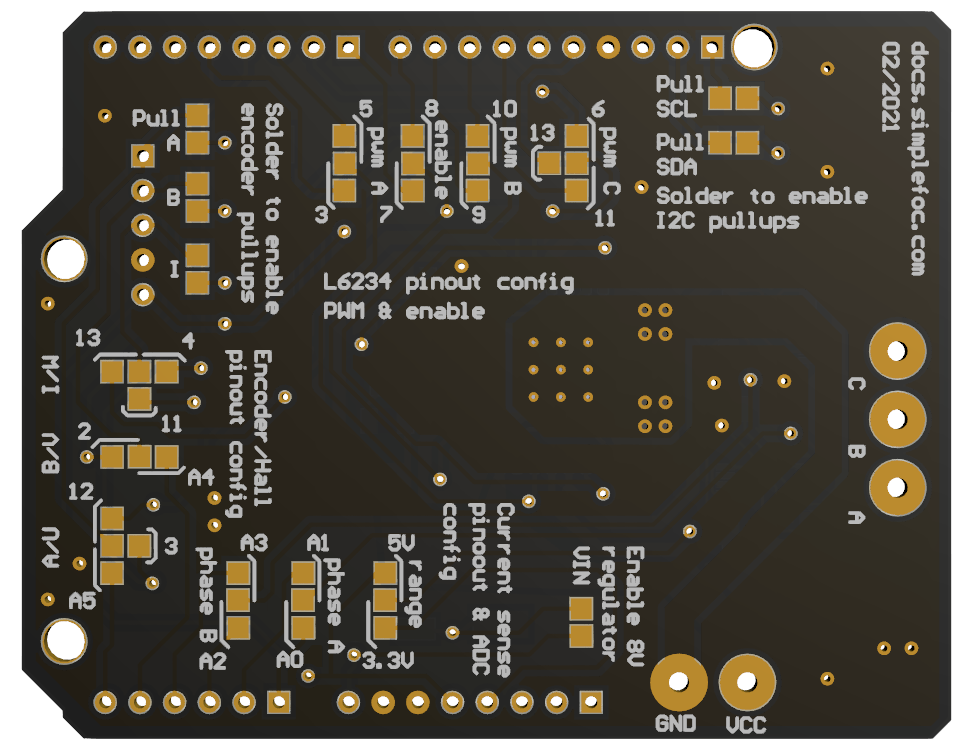 docs.simplefoc.com
02/2021
Pull
SCL
Pull
SDA
Solder to enable
I2C pullups
5
pwm A
3
8
enable
7
10
pwm B
9
6
13
pwm C
11
Pull
A
B
I
Solder to enable
encoder pullups
L6234 pinout config
PWM & enable
13
4
I/W
11
2
B/V
A4
12
A/U
3
A5
Encoder/Hall
pinout config
C
B
A
A3
phase B
A2
A1
phase A
A0
5V
range
3.3V
Current sense
pinoout & ADC
config
Enable 8V
regulator
VIN
GND
VCC